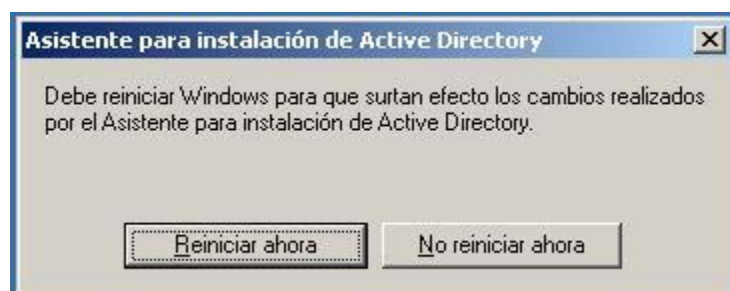 Asistente para instalación de Active Directory
Debe reiniciar Windows para que surtan efecto los cambios realizados
por el Asistente para instalación de Active Directory.
Reiniciar ahora
No reiniciar ahora